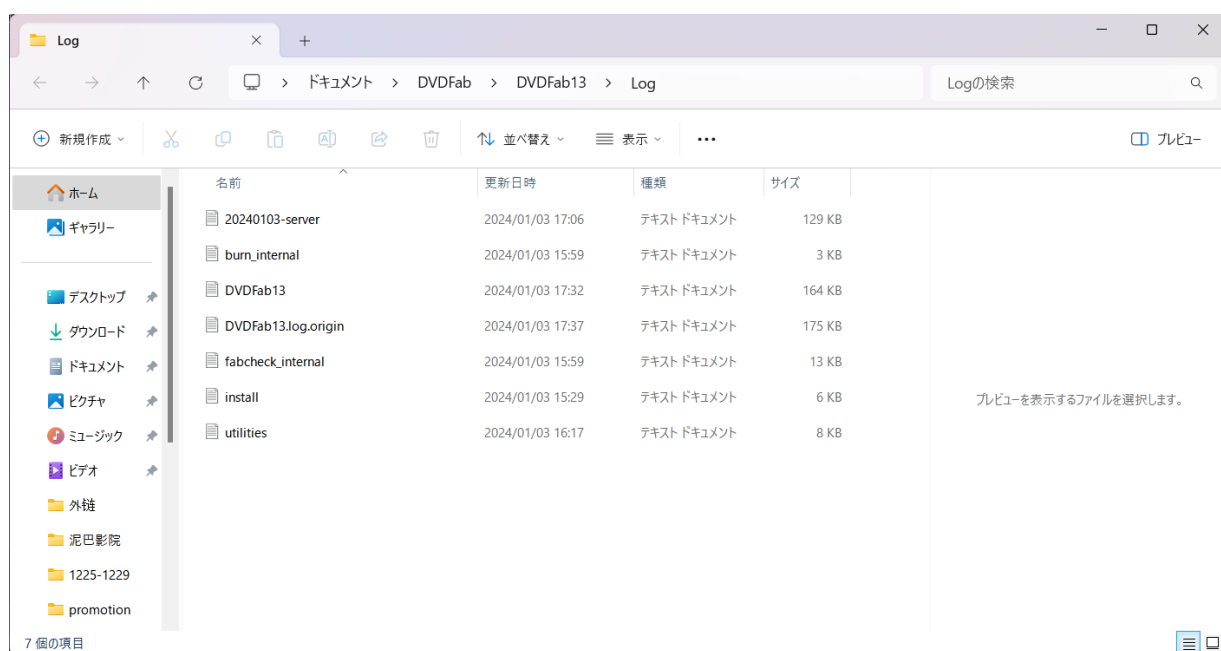 Log
ドキュメント > DVDFab > DVDFab13 > Log
Logの検索
新規作成 並べ替え 表示 ••• プレビュー
ホーム
ギャラリー
デスクトップ
ダウンロード
ドキュメント
ピクチャ
ミュージック
ビデオ
外链
泥巴影院
1225-1229
promotion
名前 更新日時 種類 サイズ
20240103-server 2024/01/03 17:06 テキスト ドキュメント 129 KB
burn_internal 2024/01/03 15:59 テキスト ドキュメント 3 KB
DVDFab13 2024/01/03 17:32 テキスト ドキュメント 164 KB
DVDFab13.log.origin 2024/01/03 17:37 テキスト ドキュメント 175 KB
fabcheck_internal 2024/01/03 15:59 テキスト ドキュメント 13 KB
install 2024/01/03 15:29 テキスト ドキュメント 6 KB
utilities 2024/01/03 16:17 テキスト ドキュメント 8 KB
プレビューを表示するファイルを選択します。
7 個の項目